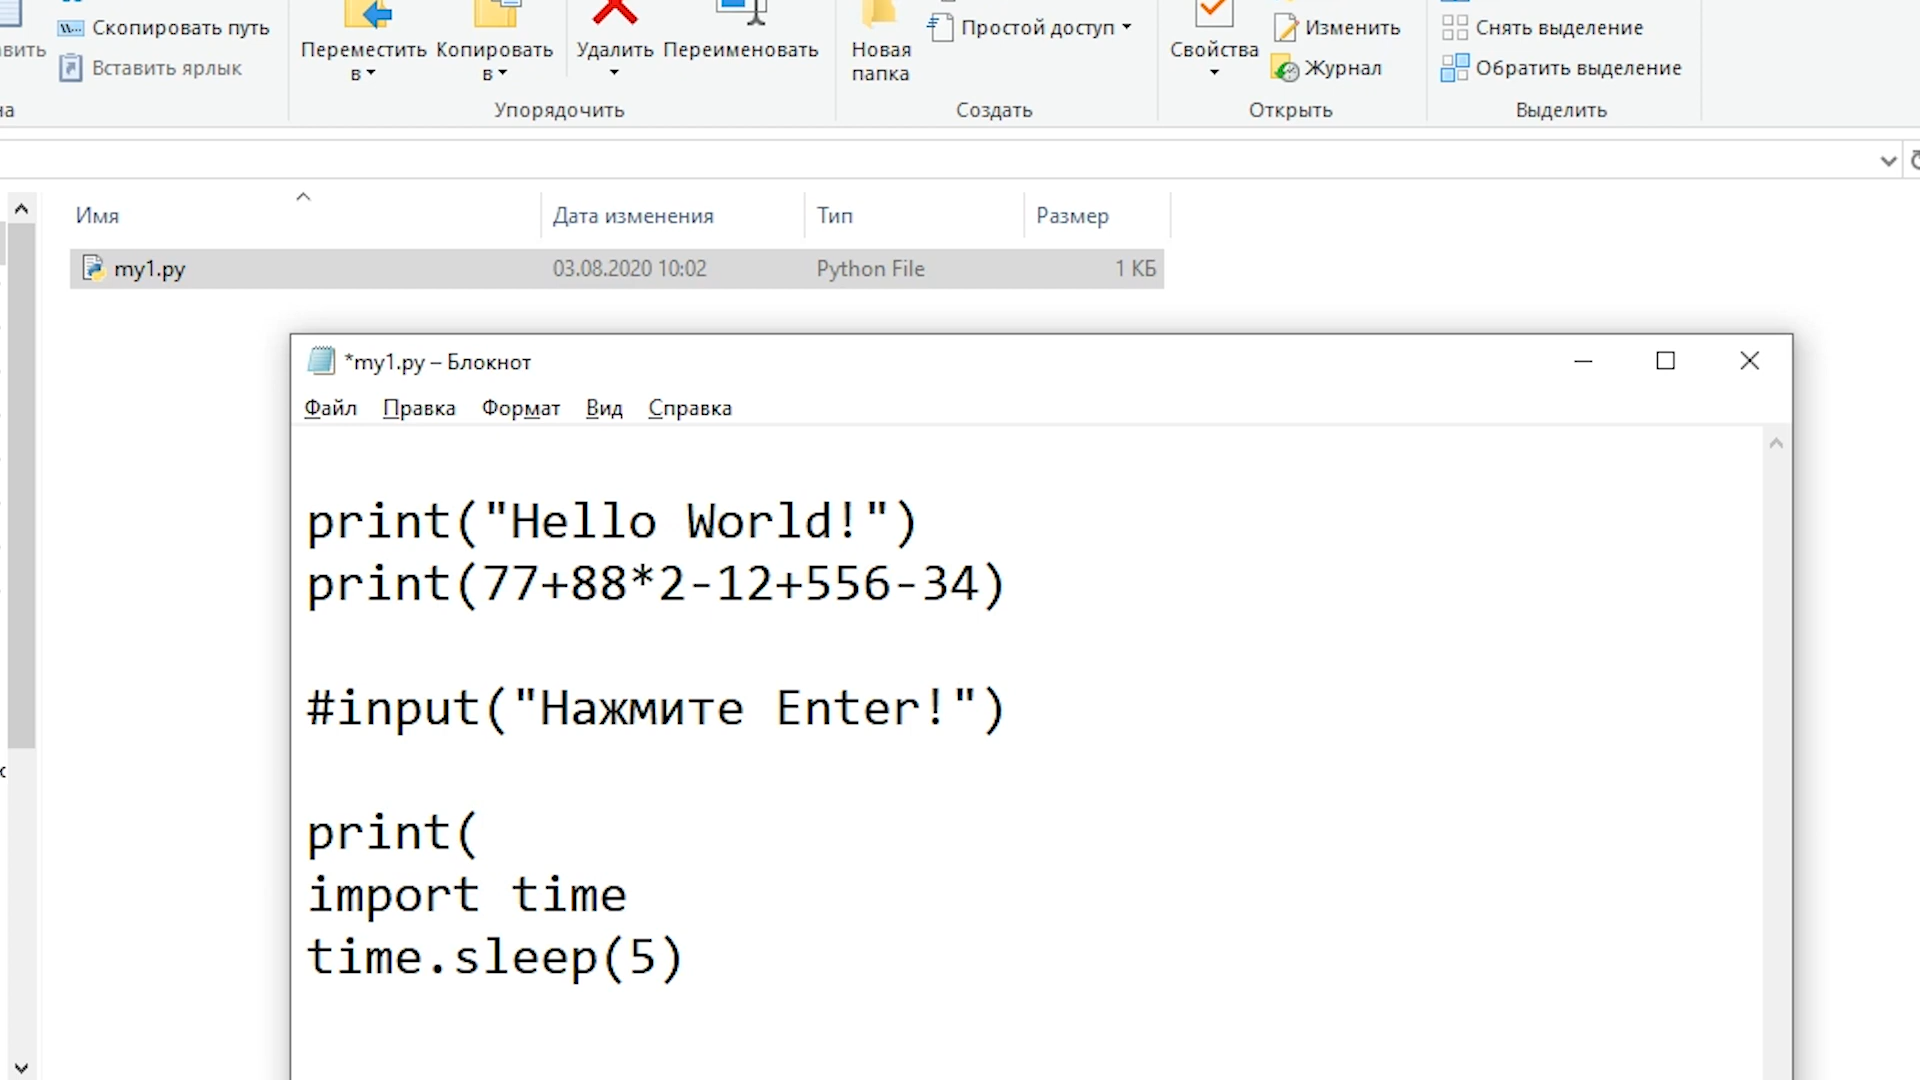 Скопировать путь
Вставить ярлык
Переместить в
Копировать в
Удалить
Переименовать
Упорядочить
Новая папка
Простой доступ
Создать
Свойства
Изменить
Журнал
Открыть
Снять выделение
Обратить выделение
Выделить
Имя Дата изменения Тип Размер
my1.py 03.08.2020 10:02 Python File 1 КБ
*my1.py – Блокнот
Файл Правка Формат Вид Справка
print("Hello World!")
print(77+88*2-12+556-34)
#input("Нажмите Enter!")
print(
import time
time.sleep(5)